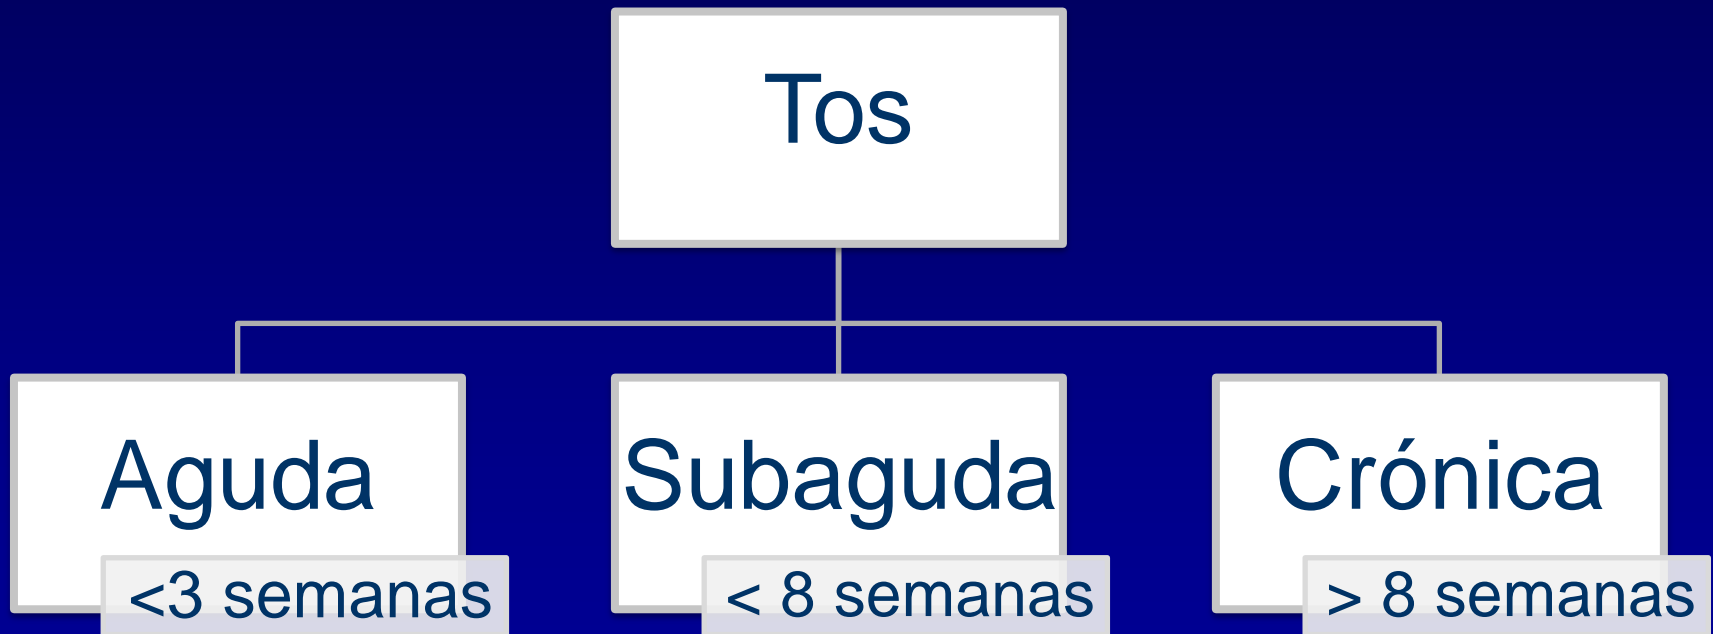 Tos
Aguda
<3 semanas
Subaguda
< 8 semanas
Crónica
> 8 semanas